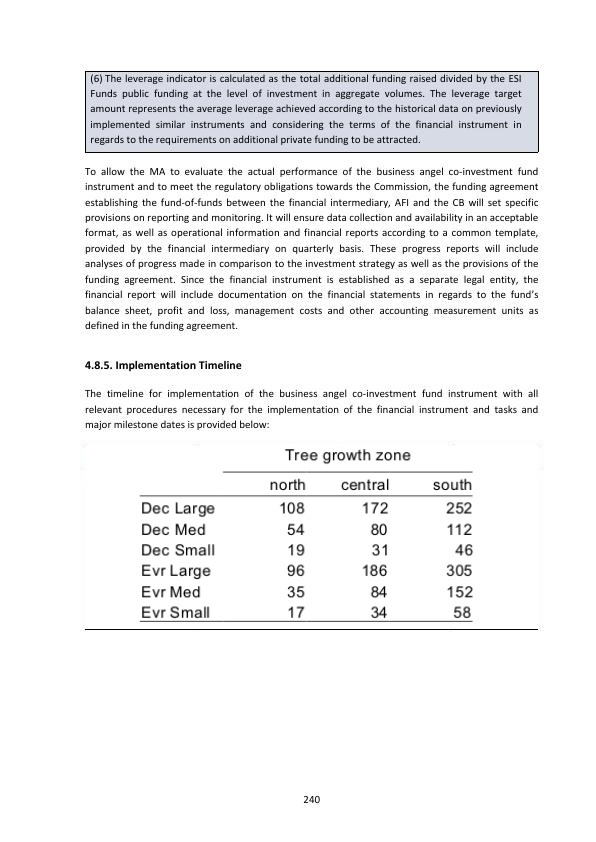 (6) The leverage indicator is calculated as the total additional funding raised divided by the ESI
Funds public funding at the level of investment in aggregate volumes. The leverage target
amount represents the average leverage achieved according to the historical data on previously
implemented similar instruments and considering the terms of the financial instrument in
regards to the requirements on additional private funding to be attracted.
To allow the MA to evaluate the actual performance of the business angel co-investment fund
instrument and to meet the regulatory obligations towards the Commission, the funding agreement
establishing the fund-of-funds between the financial intermediary, AFI and the CB will set specific
provisions on reporting and monitoring. It will ensure data collection and availability in an acceptable
format, as well as operational information and financial reports according to a common template,
provided by the financial intermediary on quarterly basis. These progress reports will include
analyses of progress made in comparison to the investment strategy as well as the provisions of the
funding agreement. Since the financial instrument is established as a separate legal entity, the
financial report will include documentation on the financial statements in regards to the fund's
balance sheet, profit and loss, management costs and other accounting measurement units as
defined in the funding agreement.
4.8.5. Implementation Timeline
The timeline for implementation of the business angel co-investment fund instrument with all
relevant procedures necessary for the implementation of the financial instrument and tasks and
major milestone dates is provided below:
Tree growth zone
north central south
Dec Large 108 172 252
Dec Med 54 80 112
Dec Small 19 31 46
Evr Large 96 186 305
Evr Med 35 84 152
Evr Small 17 34 58
240